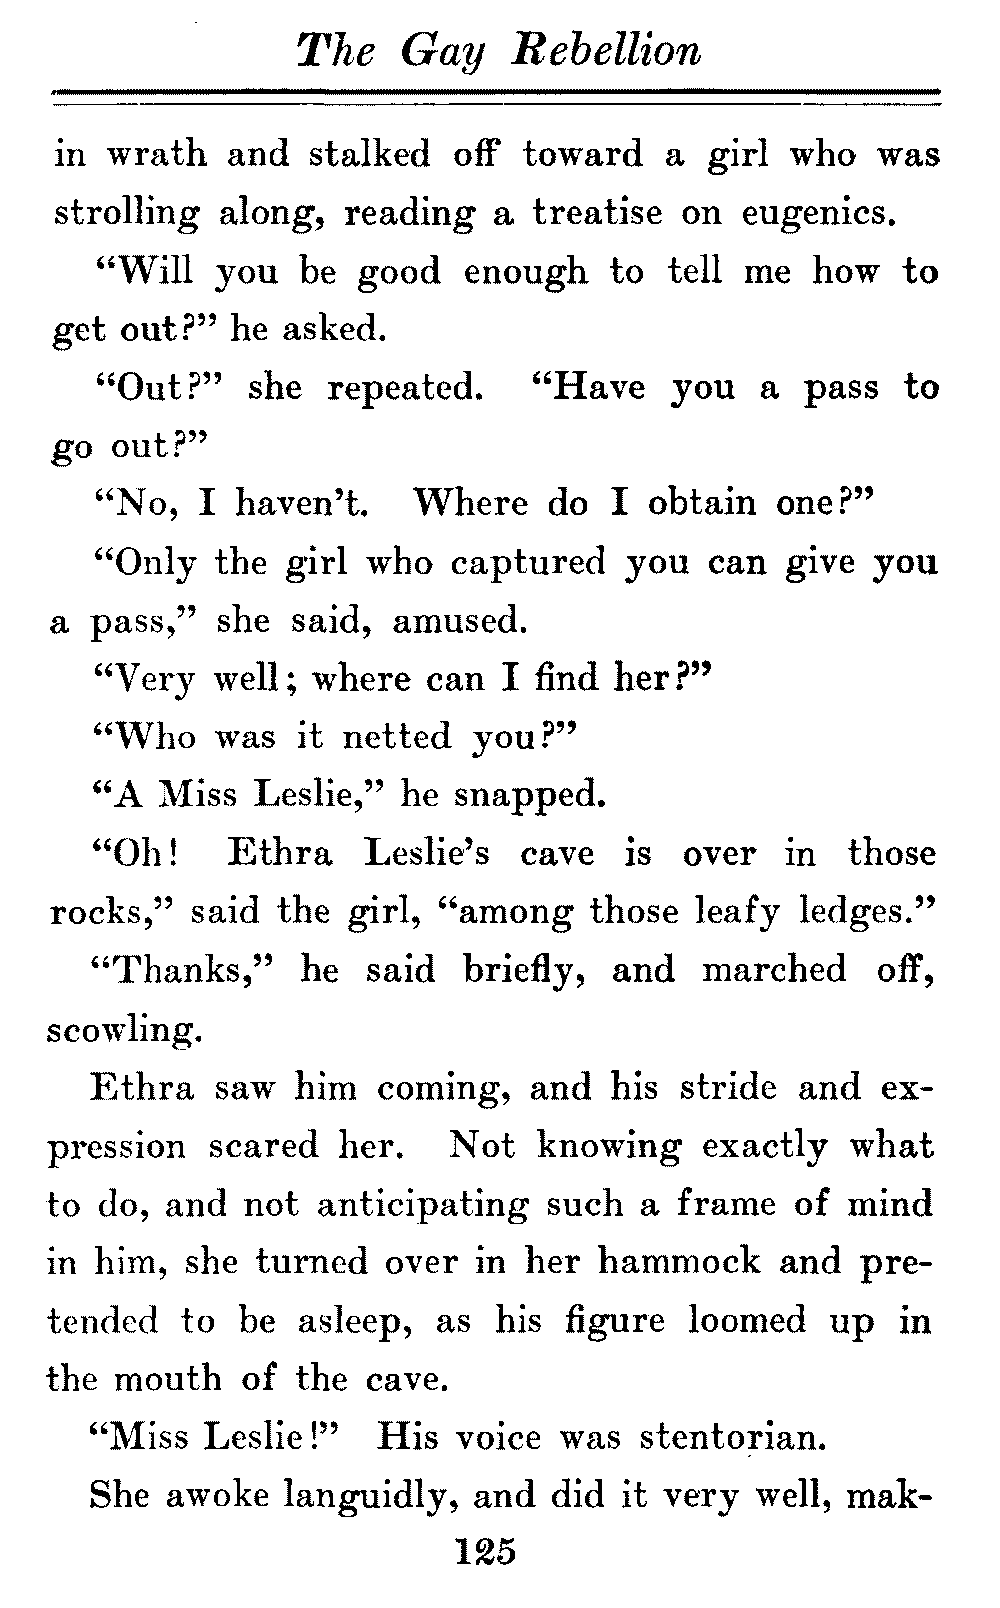 The Gay Rebellion
in wrath and stalked off toward a girl who was
strolling along, reading a treatise on eugenics.
“Will you be good enough to tell me how to
get out?” he asked.
“Out?” she repeated. “Have you a pass to
go out?”
“No, I haven’t. Where do I obtain one?”
“Only the girl who captured you can give you
a pass,” she said, amused.
“Very well; where can I find her?”
“Who was it netted you?”
“A Miss Leslie,” he snapped.
“Oh! Ethra Leslie’s cave is over in those
rocks,” said the girl, “among those leafy ledges.”
“Thanks,” he said briefly, and marched off,
scowling.
Ethra saw him coming, and his stride and ex-
pression scared her. Not knowing exactly what
to do, and not anticipating such a frame of mind
in him, she turned over in her hammock and pre-
tended to be asleep, as his figure loomed up in
the mouth of the cave.
“Miss Leslie!” His voice was stentorian.
She awoke languidly, and did it very well, mak-
125